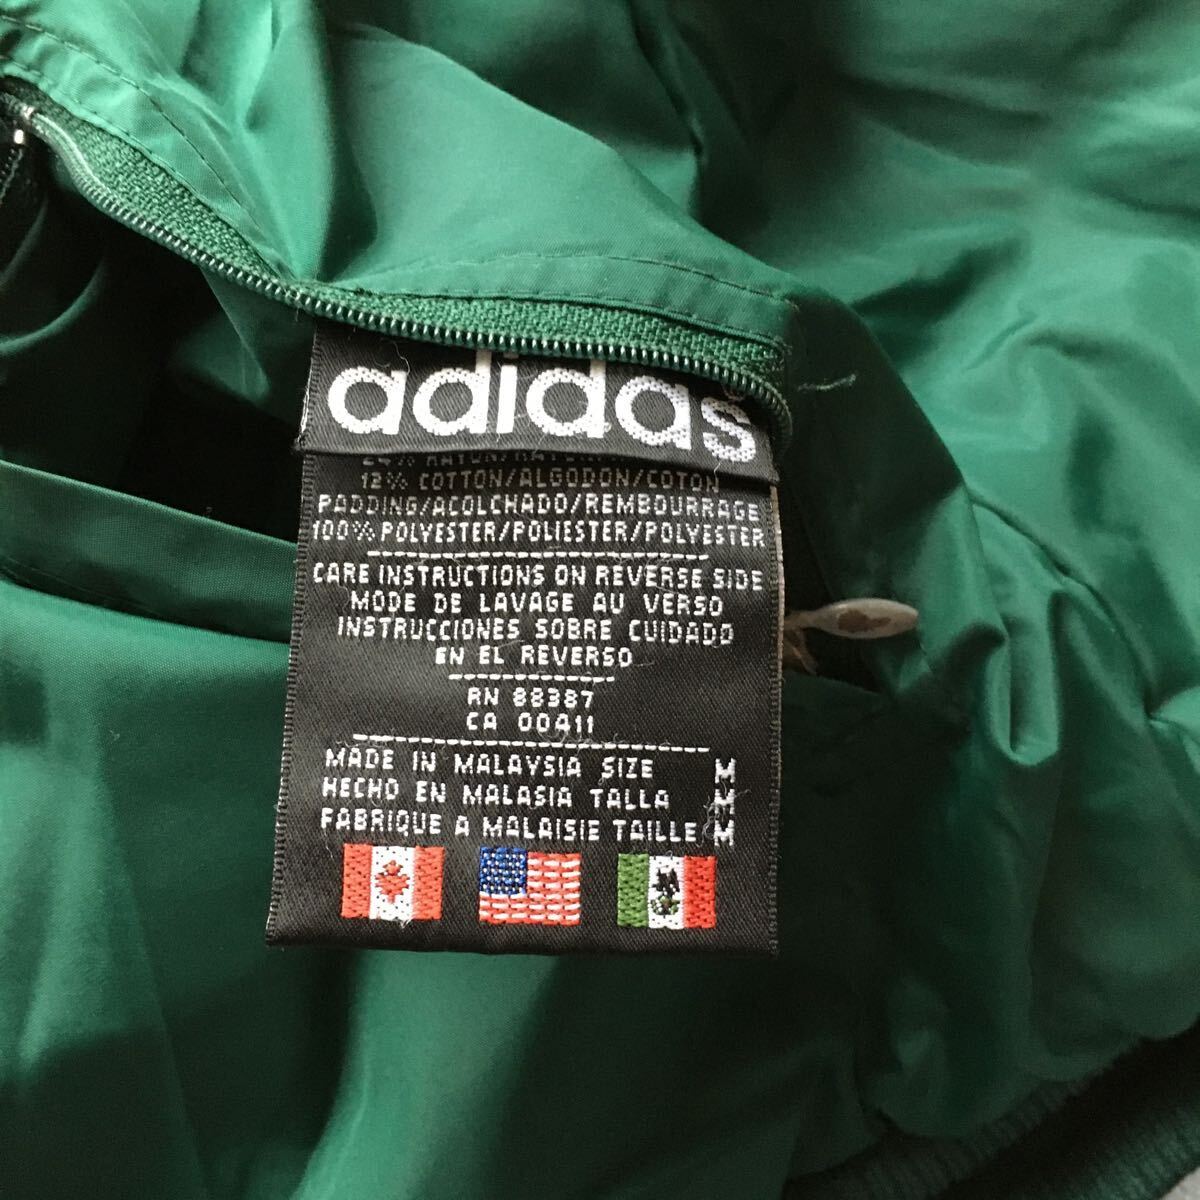 adidas
12% COTTON/ALGODON/COTON
PADDING/ACOLCHADO/REMBOURRAGE
100% POLYESTER/POLIESTER/POLYESTER
CARE INSTRUCTIONS ON REVERSE SIDE
MODE DE LAVAGE AU VERSO
INSTRUCCIONES SOBRE CUIDADO
EN EL REVERSO
RN 88387
CA 00411
MADE IN MALAYSIA SIZE M
HECHO EN MALASIA TALLA M
FABRIQUE A MALAISIE TAILLE M